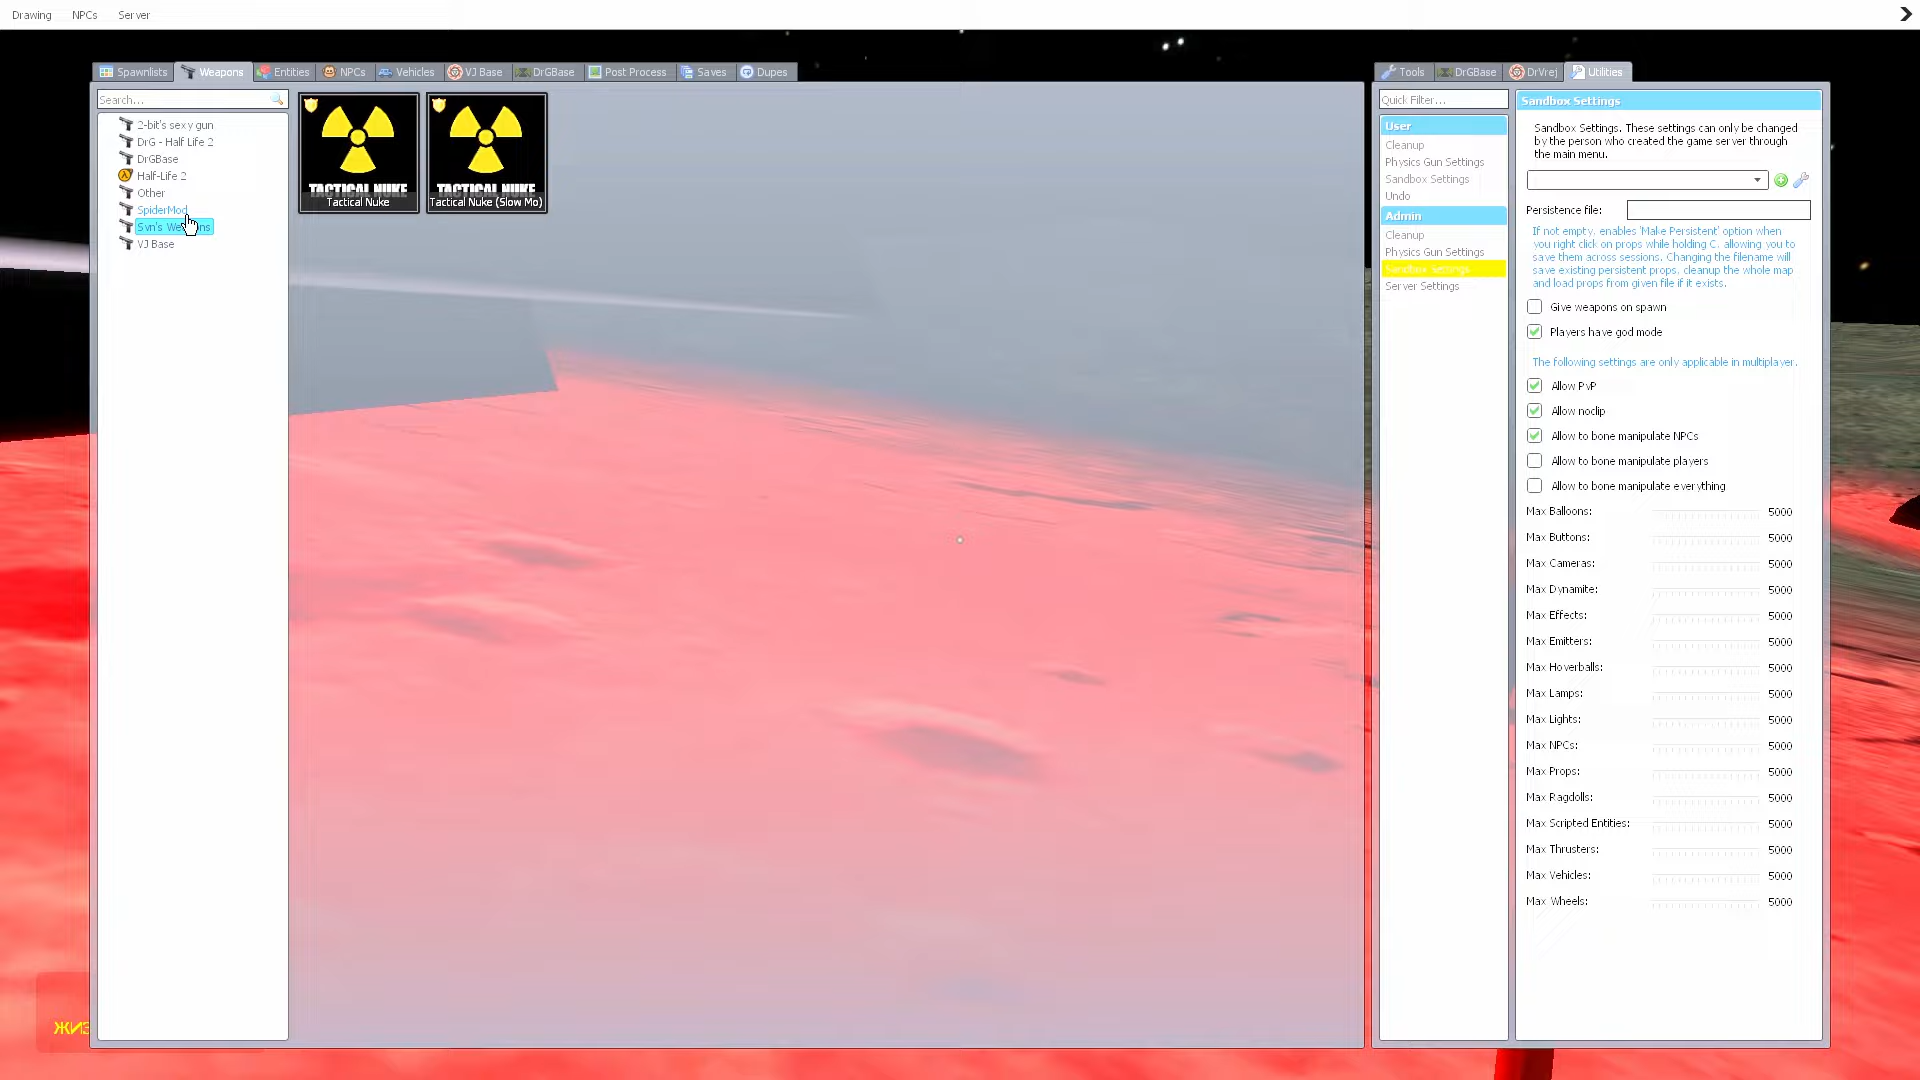 Drawing NPCs Server
Spawnlists Weapons Entities NPCs Vehicles VJ Base DrGBase Post Process Saves Dupes
Search...
2-bit's sexy gun
DrG - Half Life 2
DrGBase
Half-Life 2
Other
SpiderMod
VJ Base
TACTICAL NUKE
Tactical Nuke
TACTICAL NUKE
Tactical Nuke (Slow Mo)
Tools DrGBase DrVrej Utilities
Quick Filter...
User
Cleanup
Physics Gun Settings
Sandbox Settings
Undo
Admin
Cleanup
Physics Gun Settings
Sandbox Settings
Server Settings
Sandbox Settings
Sandbox Settings. These settings can only be changed
by the person who created the game server through
the main menu.
Persistence file:
If not empty, enables 'Make Persistent' option when
you right click on props while holding C, allowing you to
save them across sessions. Changing the filename will
save existing persistent props, cleanup the whole map
and load props from given file if it exists.
Give weapons on spawn
Players have god mode
The following settings are only applicable in multiplayer.
Allow PvP
Allow noclip
Allow to bone manipulate NPCs
Allow to bone manipulate players
Allow to bone manipulate everything
Max Balloons: 5000
Max Buttons: 5000
Max Cameras: 5000
Max Dynamite: 5000
Max Effects: 5000
Max Emitters: 5000
Max Hoverballs: 5000
Max Lamps: 5000
Max Lights: 5000
Max NPCs: 5000
Max Props: 5000
Max Ragdolls: 5000
Max Scripted Entities: 5000
Max Thrusters: 5000
Max Vehicles: 5000
Max Wheels: 5000